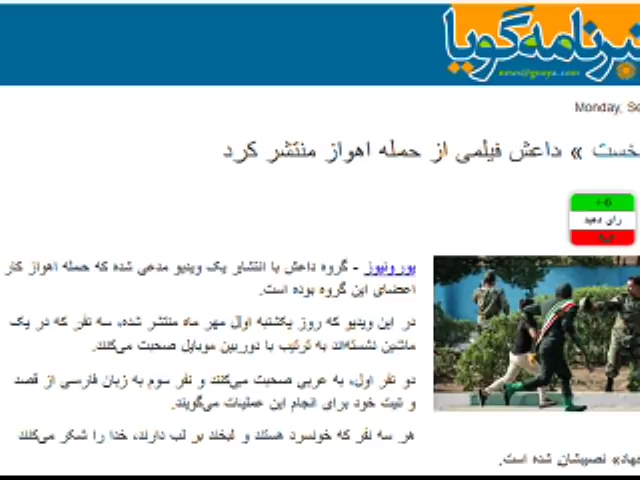 خبرنامه گویا
news@gooya.com
Monday, Se
نخست » داعش فیلمی از حمله اهواز منتشر کرد
+6
رای دهید
یورونیوز - گروه داعش با انتشار یک ویدیو مدعی شده که حمله اهواز کار
اعضای این گروه بوده است.
در این ویدیو که روز یکشنبه اول مهر ماه منتشر شده، سه نفر که در یک
ماشین نشسته‌اند به ترتیب با دوربین موبایل صحبت می‌کنند.
دو نفر اول، به عربی صحبت می‌کنند و نفر سوم به زبان فارسی از قصد
و نیت خود برای انجام این عملیات می‌گویند.
هر سه نفر که خونسرد هستند و لبخند بر لب دارند، خدا را شکر می‌کنند
نصیبشان شده است.